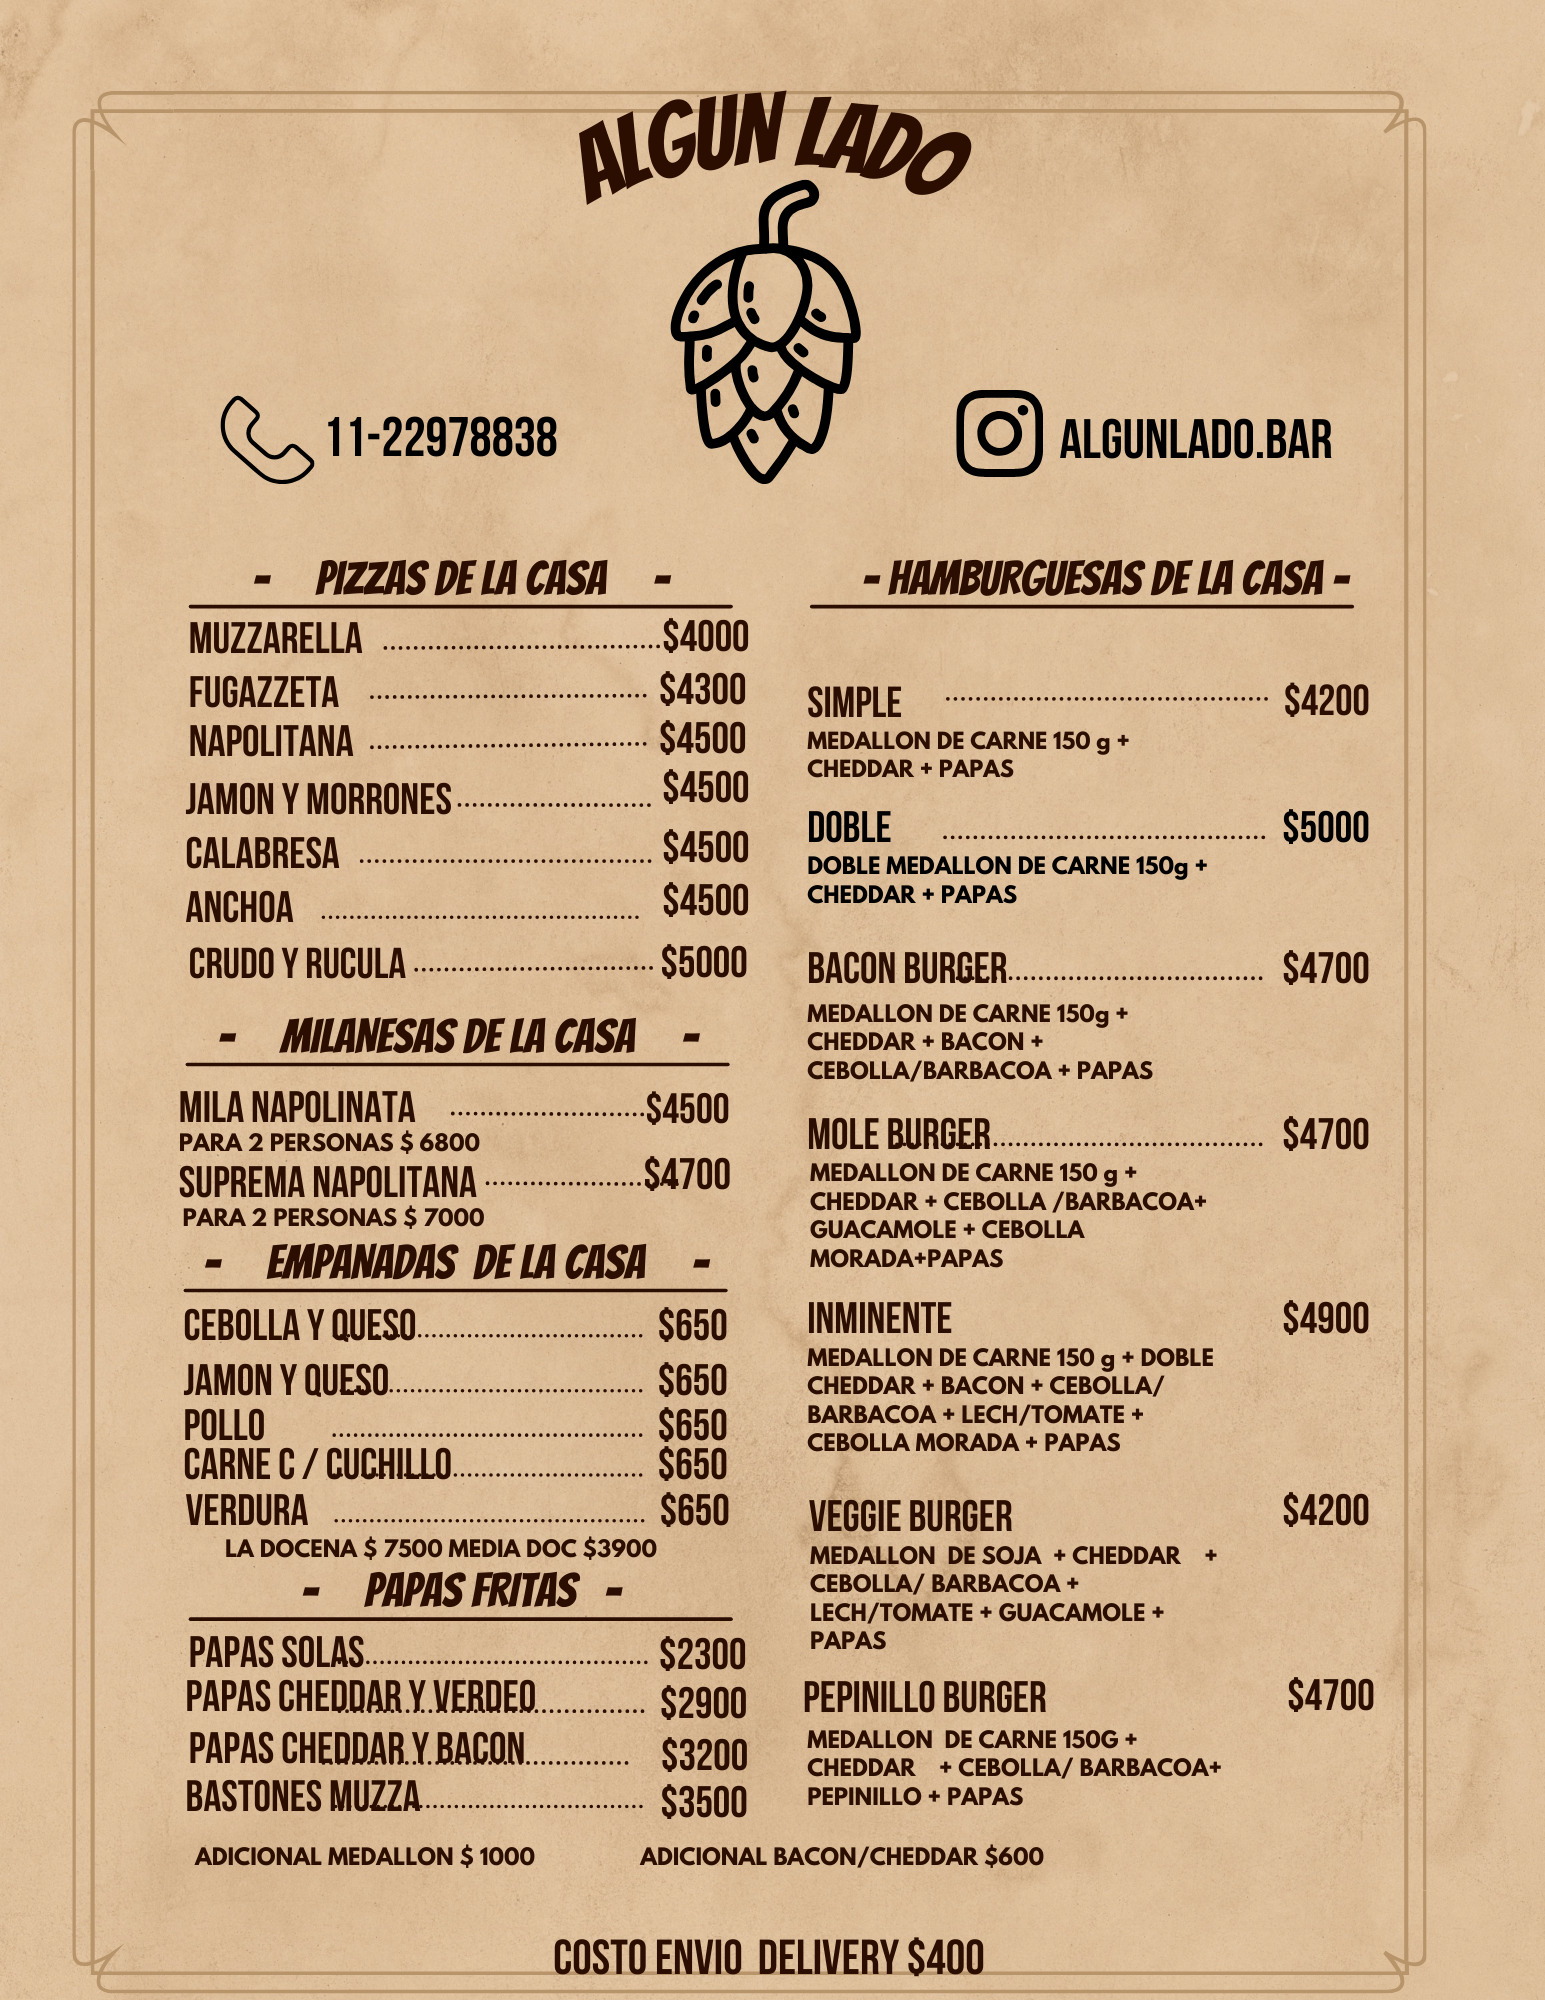 ALGUN LADO
11-22978838
ALGUNLADO.BAR
- PIZZAS DE LA CASA -
MUZZARELLA $4000
FUGAZZETA $4300
NAPOLITANA $4500
JAMON Y MORRONES $4500
CALABRESA $4500
ANCHOA $4500
CRUDO Y RUCULA $5000
- MILANESAS DE LA CASA -
MILA NAPOLINATA $4500
PARA 2 PERSONAS $ 6800
SUPREMA NAPOLITANA $4700
PARA 2 PERSONAS $ 7000
- EMPANADAS DE LA CASA -
CEBOLLA Y QUESO $650
JAMON Y QUESO $650
POLLO $650
CARNE C / CUCHILLO $650
VERDURA $650
LA DOCENA $ 7500 MEDIA DOC $3900
- PAPAS FRITAS -
PAPAS SOLAS $2300
PAPAS CHEDDAR Y VERDEO $2900
PAPAS CHEDDAR Y BACON $3200
BASTONES MUZZA $3500
- HAMBURGUESAS DE LA CASA -
SIMPLE $4200
MEDALLON DE CARNE 150 g +
CHEDDAR + PAPAS
DOBLE $5000
DOBLE MEDALLON DE CARNE 150g +
CHEDDAR + PAPAS
BACON BURGER $4700
MEDALLON DE CARNE 150g +
CHEDDAR + BACON +
CEBOLLA/BARBACOA + PAPAS
MOLE BURGER $4700
MEDALLON DE CARNE 150 g +
CHEDDAR + CEBOLLA /BARBACOA+
GUACAMOLE + CEBOLLA
MORADA+PAPAS
INMINENTE $4900
MEDALLON DE CARNE 150 g + DOBLE
CHEDDAR + BACON + CEBOLLA/
BARBACOA + LECH/TOMATE +
CEBOLLA MORADA + PAPAS
VEGGIE BURGER $4200
MEDALLON DE SOJA + CHEDDAR +
CEBOLLA/ BARBACOA +
LECH/TOMATE + GUACAMOLE +
PAPAS
PEPINILLO BURGER $4700
MEDALLON DE CARNE 150G +
CHEDDAR + CEBOLLA/ BARBACOA+
PEPINILLO + PAPAS
ADICIONAL MEDALLON $ 1000
ADICIONAL BACON/CHEDDAR $600
COSTO ENVIO DELIVERY $400